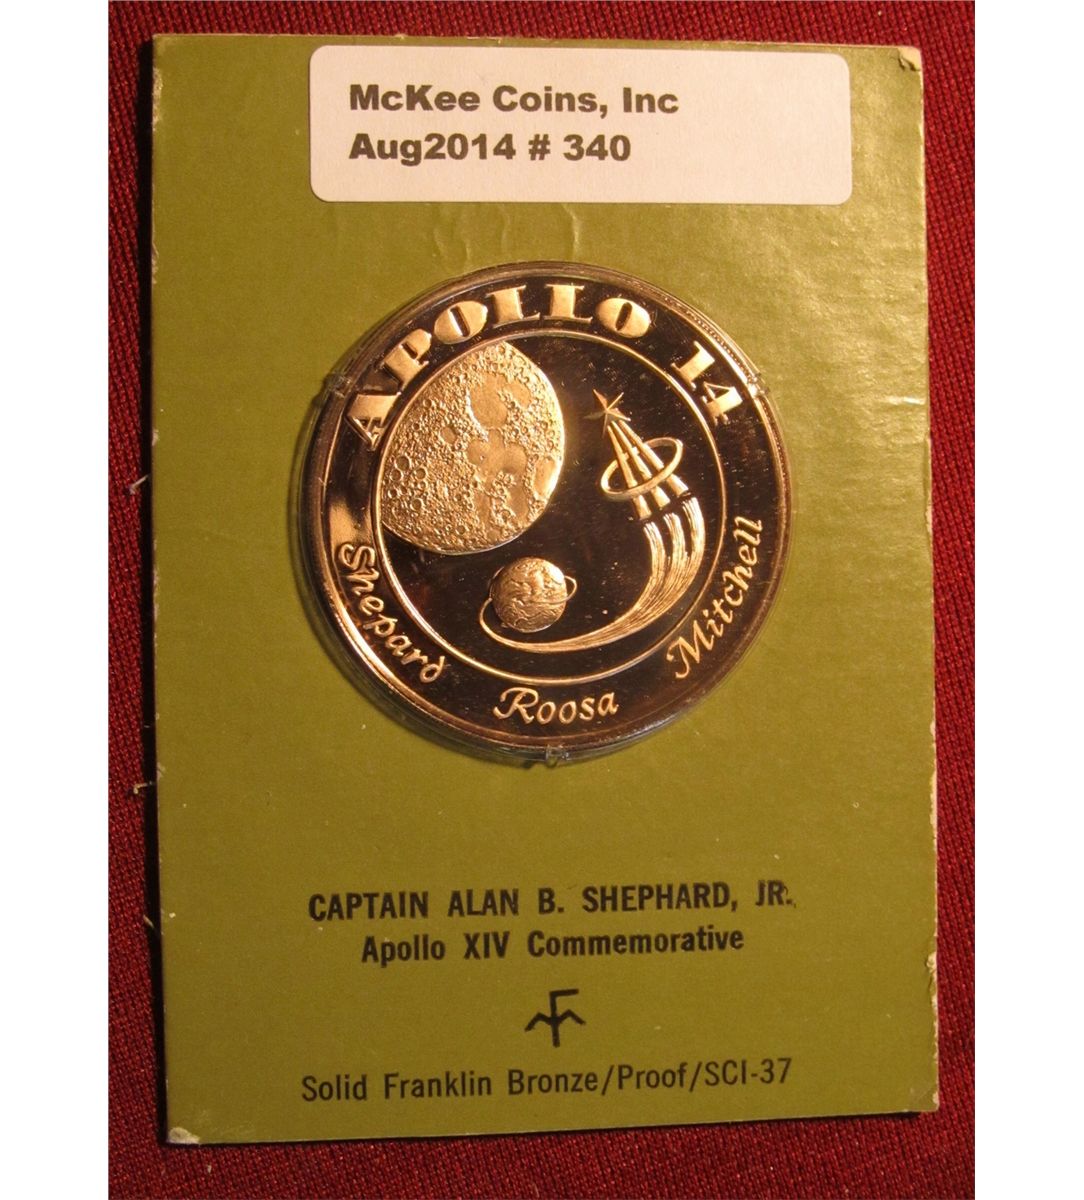 McKee Coins, Inc
Aug2014 # 340
APOLLO 14
Shepard Roosa Mitchell
CAPTAIN ALAN B. SHEPHARD, JR.
Apollo XIV Commemorative
Solid Franklin Bronze/Proof/SCI-37